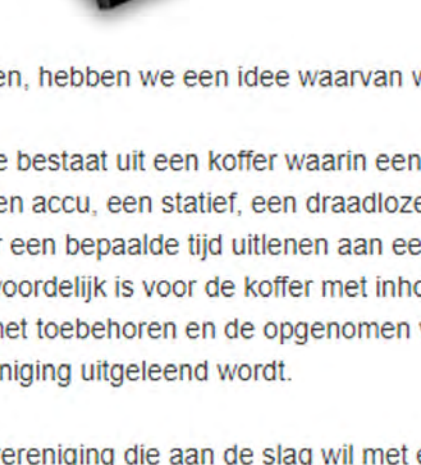 en, hebben we een idee waarvan w
e bestaat uit een koffer waarin een
en accu, een statief, een draadloze
r een bepaalde tijd uitlenen aan ee
voordelijk is voor de koffer met inho
met toebehoren en de opgenomen
niging uitgeleend wordt.
vereniging die aan de slag wil met e